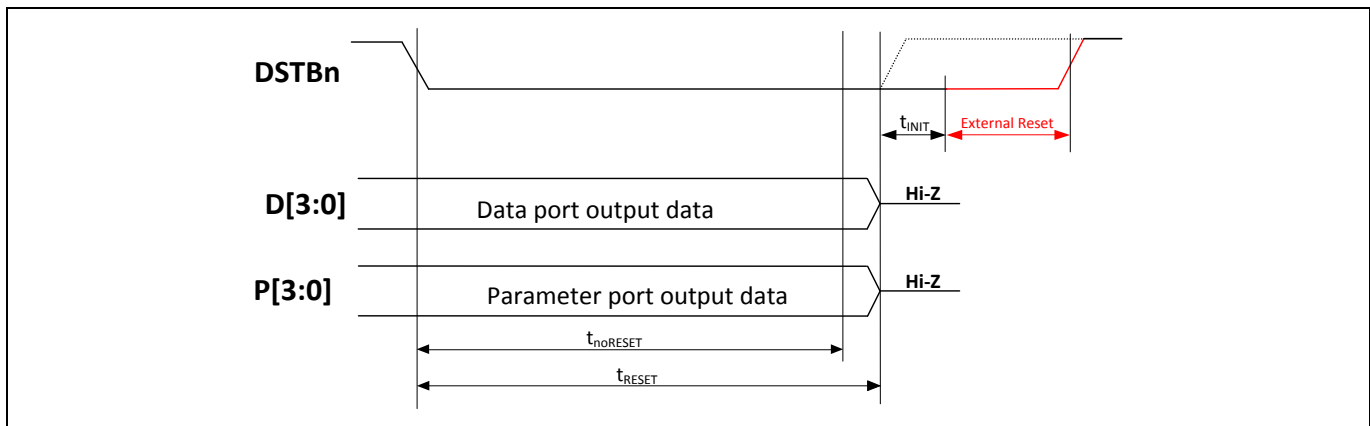 DSTBn
tINIT
External Reset
D[3:0]
Data port output data
Hi-Z
P[3:0]
Parameter port output data
Hi-Z
tnoRESET
tRESET